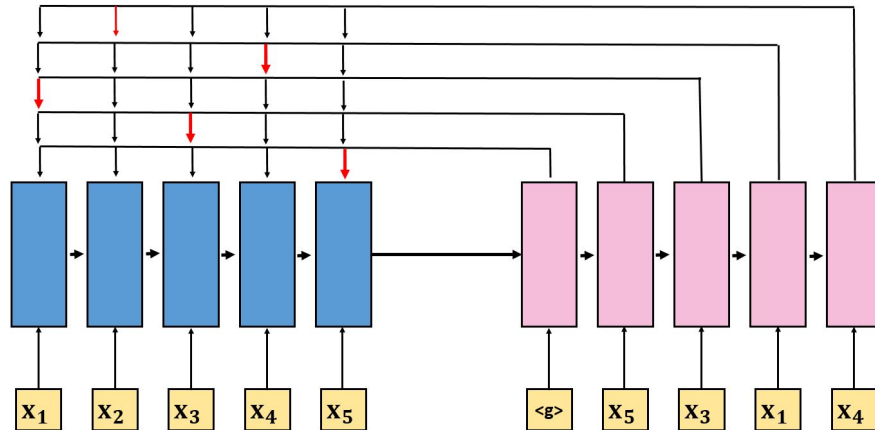 x₁ x₂ x₃ x₄ x₅ <g> x₅ x₃ x₁ x₄